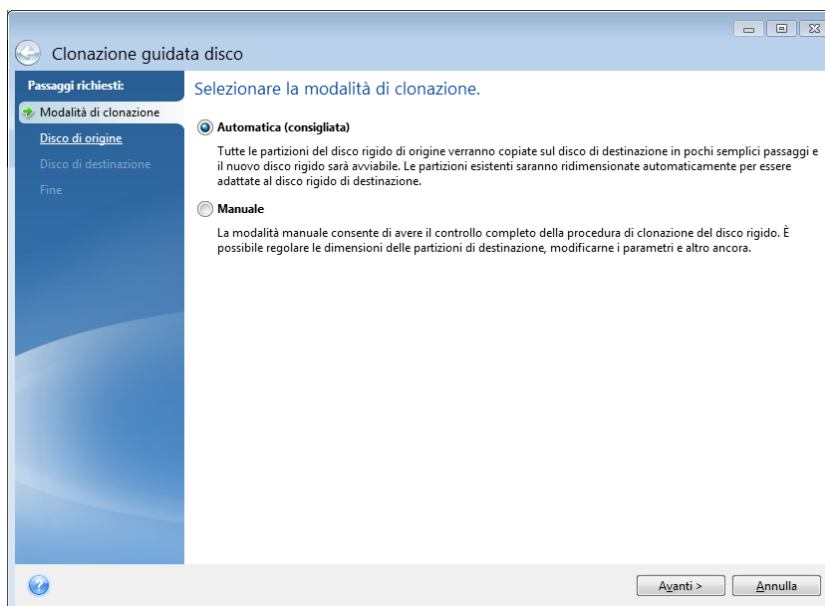 Clonazione guidata disco
Passaggi richiesti:
Modalità di clonazione
Disco di origine
Disco di destinazione
Fine
Selezionare la modalità di clonazione.
Automatica (consigliata)
Tutte le partizioni del disco rigido di origine verranno copiate sul disco di destinazione in pochi semplici passaggi e
il nuovo disco rigido sarà avviabile. Le partizioni esistenti saranno ridimensionate automaticamente per essere
adattate al disco rigido di destinazione.
Manuale
La modalità manuale consente di avere il controllo completo della procedura di clonazione del disco rigido. È
possibile regolare le dimensioni delle partizioni di destinazione, modificarne i parametri e altro ancora.
?
Avanti >
Annulla